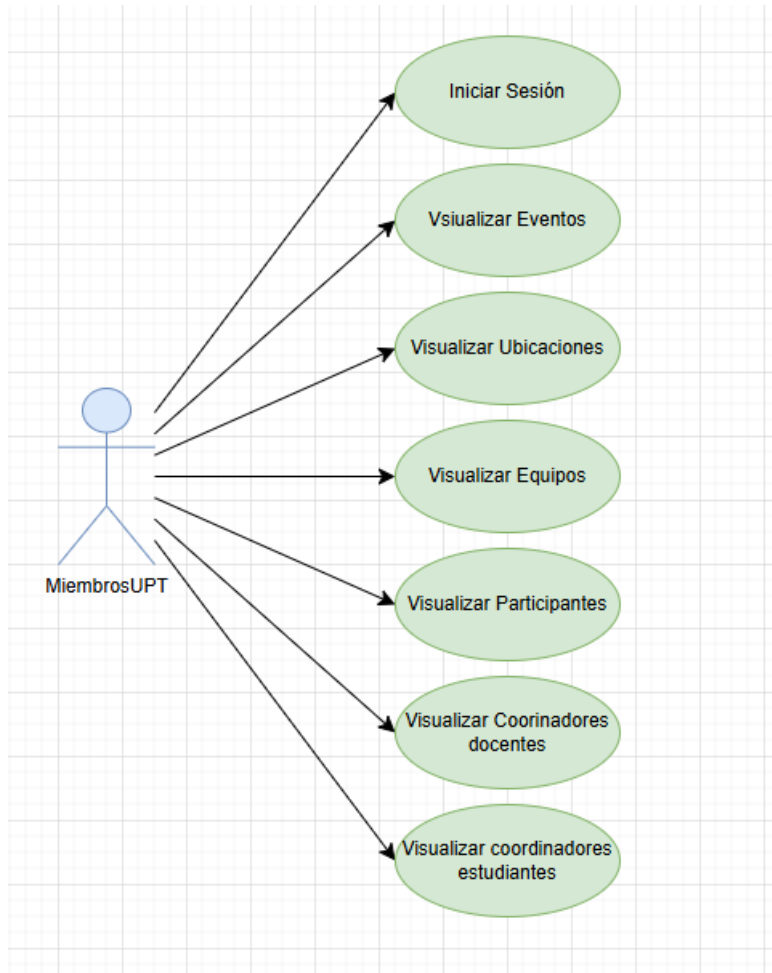 Iniciar Sesión
Vsiualizar Eventos
Visualizar Ubicaciones
Visualizar Equipos
MiembrosUPT
Visualizar Participantes
Visualizar Coorinadores
docentes
Visualizar coordinadores
estudiantes